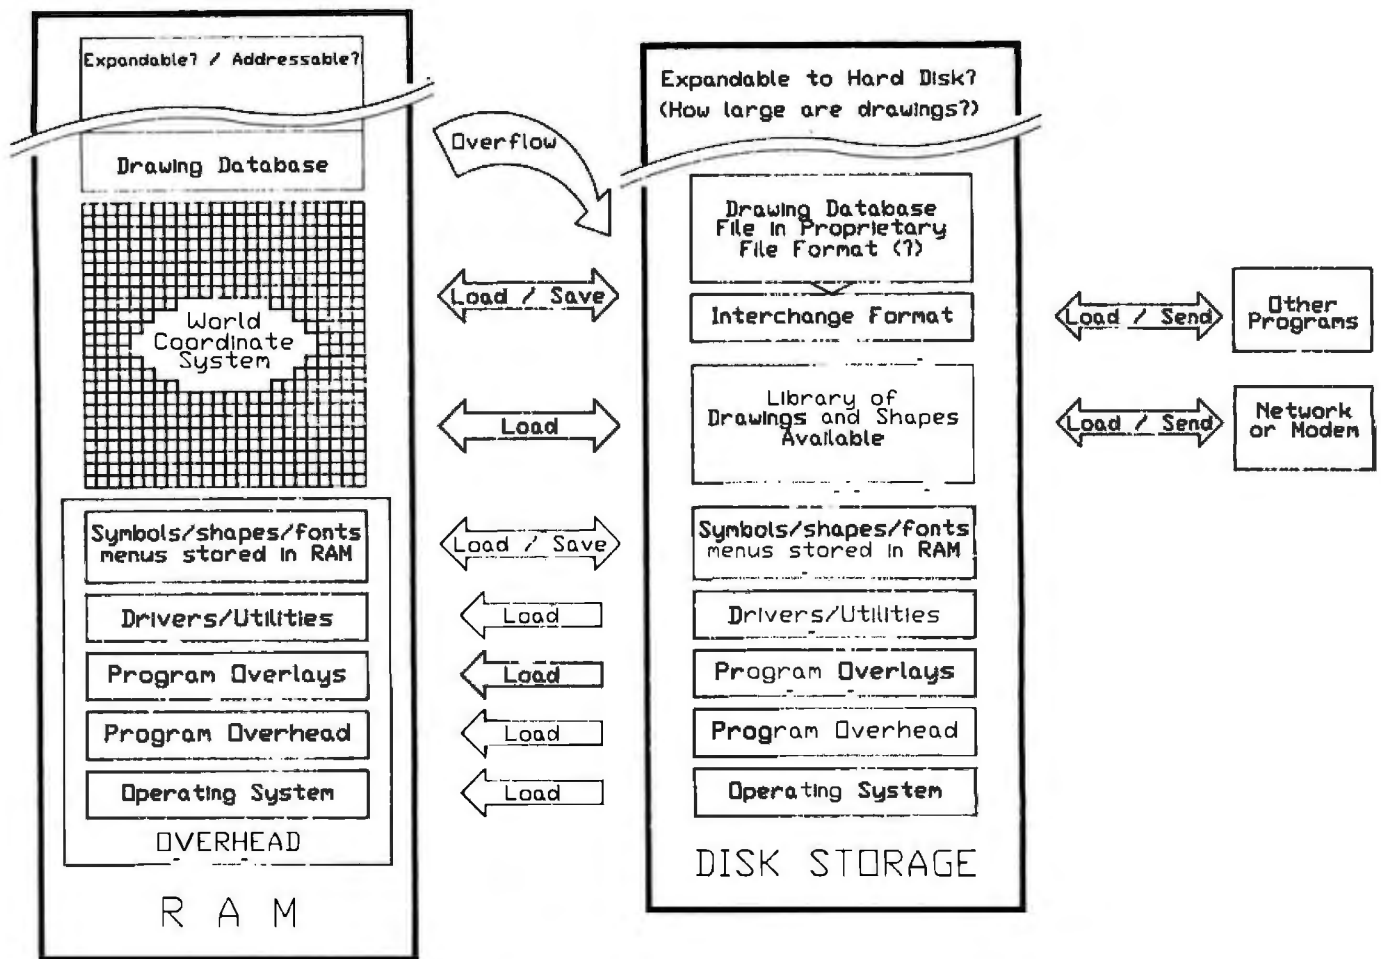 Expandable? / Addressable?
Drawing Database
World
Coordinate
System
Symbols/shapes/fonts
menus stored in RAM
Drivers/Utilities
Program Overlays
Program Overhead
Operating System
OVERHEAD
R A M
Overflow
Load / Save
Load
Load / Save
Load
Load
Load
Load
Expandable to Hard Disk?
(How large are drawings?)
Drawing Database
File in Proprietary
File Format (?)
Interchange Format
Library of
Drawings and Shapes
Available
Symbols/shapes/fonts
menus stored in RAM
Drivers/Utilities
Program Overlays
Program Overhead
Operating System
DISK STORAGE
Load / Send
Load / Send
Other
Programs
Network
or Modem